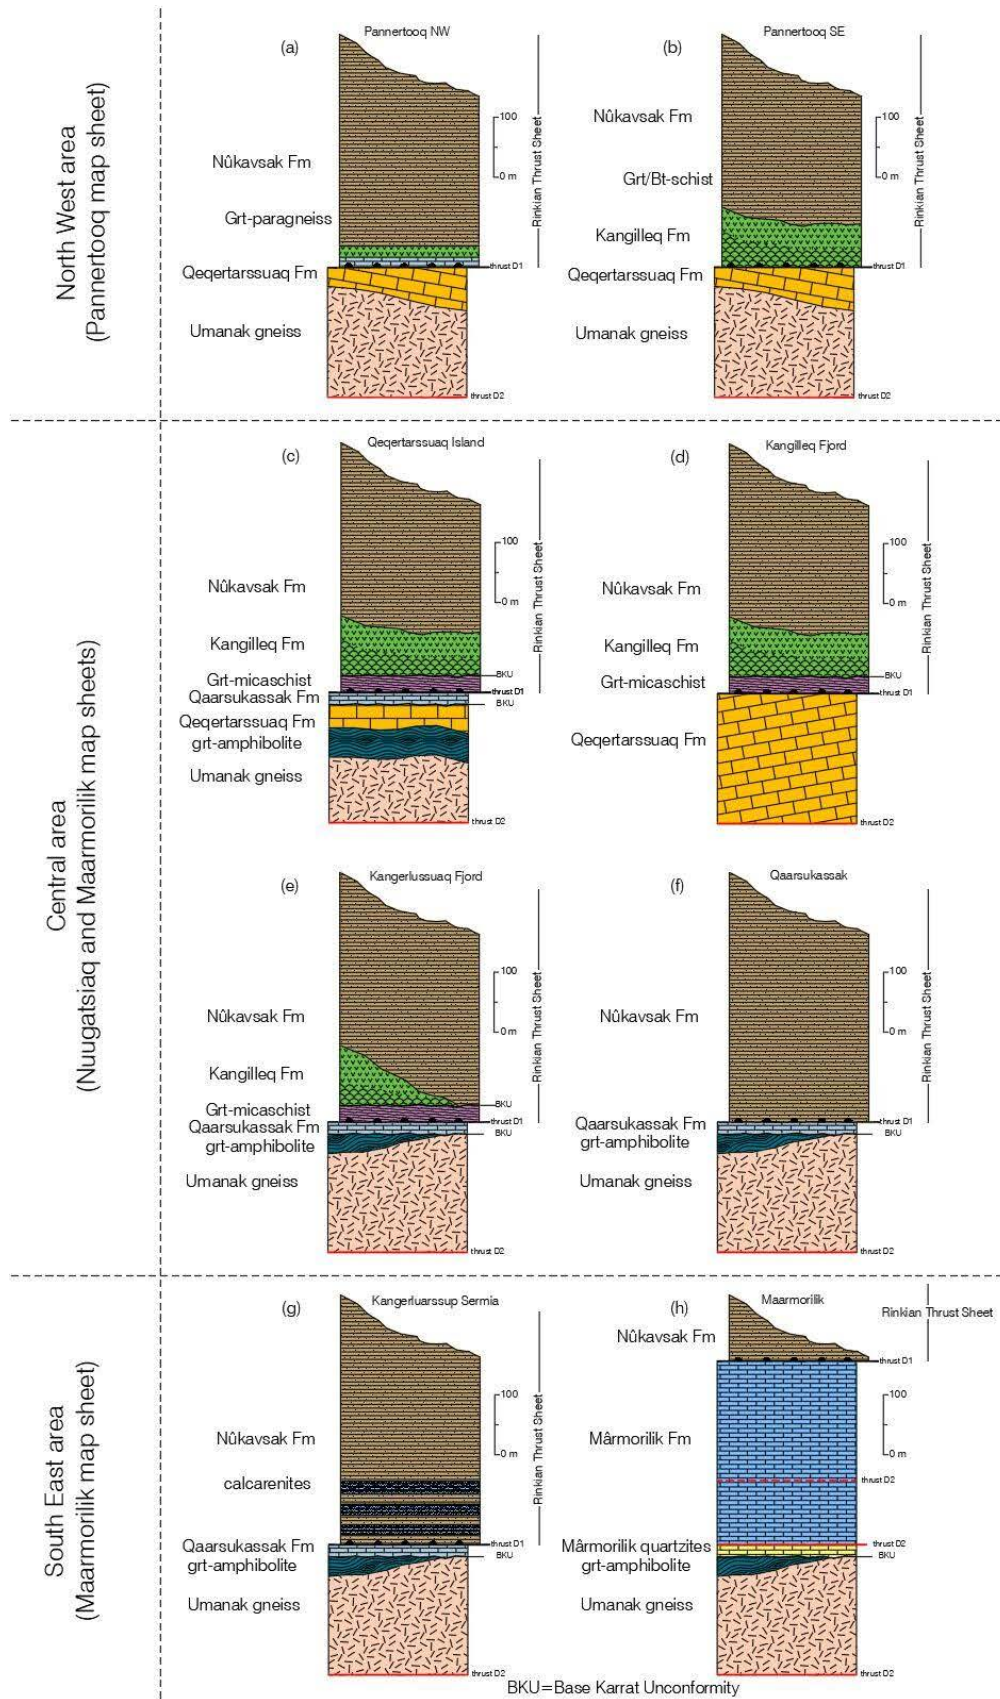 North West area
(Pannertooq map sheet)
(a)
Pannertooq NW
Nûkavsak Fm
Grt-paragneiss
Qeqertarssuaq Fm
Umanak gneiss
100
0 m
Rinkian Thrust Sheet
thrust D1
thrust D2
(b)
Pannertooq SE
Nûkavsak Fm
Grt/Bt-schist
Kangilleq Fm
Qeqertarssuaq Fm
Umanak gneiss
100
0 m
Rinkian Thrust Sheet
thrust D1
thrust D2
Central area
(Nuugatsiaq and Maarmorilik map sheets)
(c)
Qeqertarssuaq Island
Nûkavsak Fm
Kangilleq Fm
Grt-micaschist
Qaarsukassak Fm
Qeqertarssuaq Fm
grt-amphibolite
Umanak gneiss
100
0 m
Rinkian Thrust Sheet
BKU
thrust D1
BKU
thrust D2
(d)
Kangilleq Fjord
Nûkavsak Fm
Kangilleq Fm
Grt-micaschist
Qeqertarssuaq Fm
100
0 m
Rinkian Thrust Sheet
BKU
thrust D1
thrust D2
(e)
Kangerlussuaq Fjord
Nûkavsak Fm
Kangilleq Fm
Grt-micaschist
Qaarsukassak Fm
grt-amphibolite
Umanak gneiss
100
0 m
Rinkian Thrust Sheet
BKU
thrust D1
BKU
thrust D2
(f)
Qaarsukassak
Nûkavsak Fm
Qaarsukassak Fm
grt-amphibolite
Umanak gneiss
100
0 m
Rinkian Thrust Sheet
thrust D1
BKU
thrust D2
South East area
(Maarmorilik map sheet)
(g)
Kangerluarssup Sermia
Nûkavsak Fm
calcarenites
Qaarsukassak Fm
grt-amphibolite
Umanak gneiss
100
0 m
Rinkian Thrust Sheet
thrust D1
BKU
thrust D2
(h)
Maarmorilik
Rinkian Thrust Sheet
Nûkavsak Fm
thrust D1
Mârmorilik Fm
100
0 m
thrust D2
Mârmorilik quartzites
grt-amphibolite
Umanak gneiss
thrust D2
BKU
thrust D2
BKU=Base Karrat Unconformity